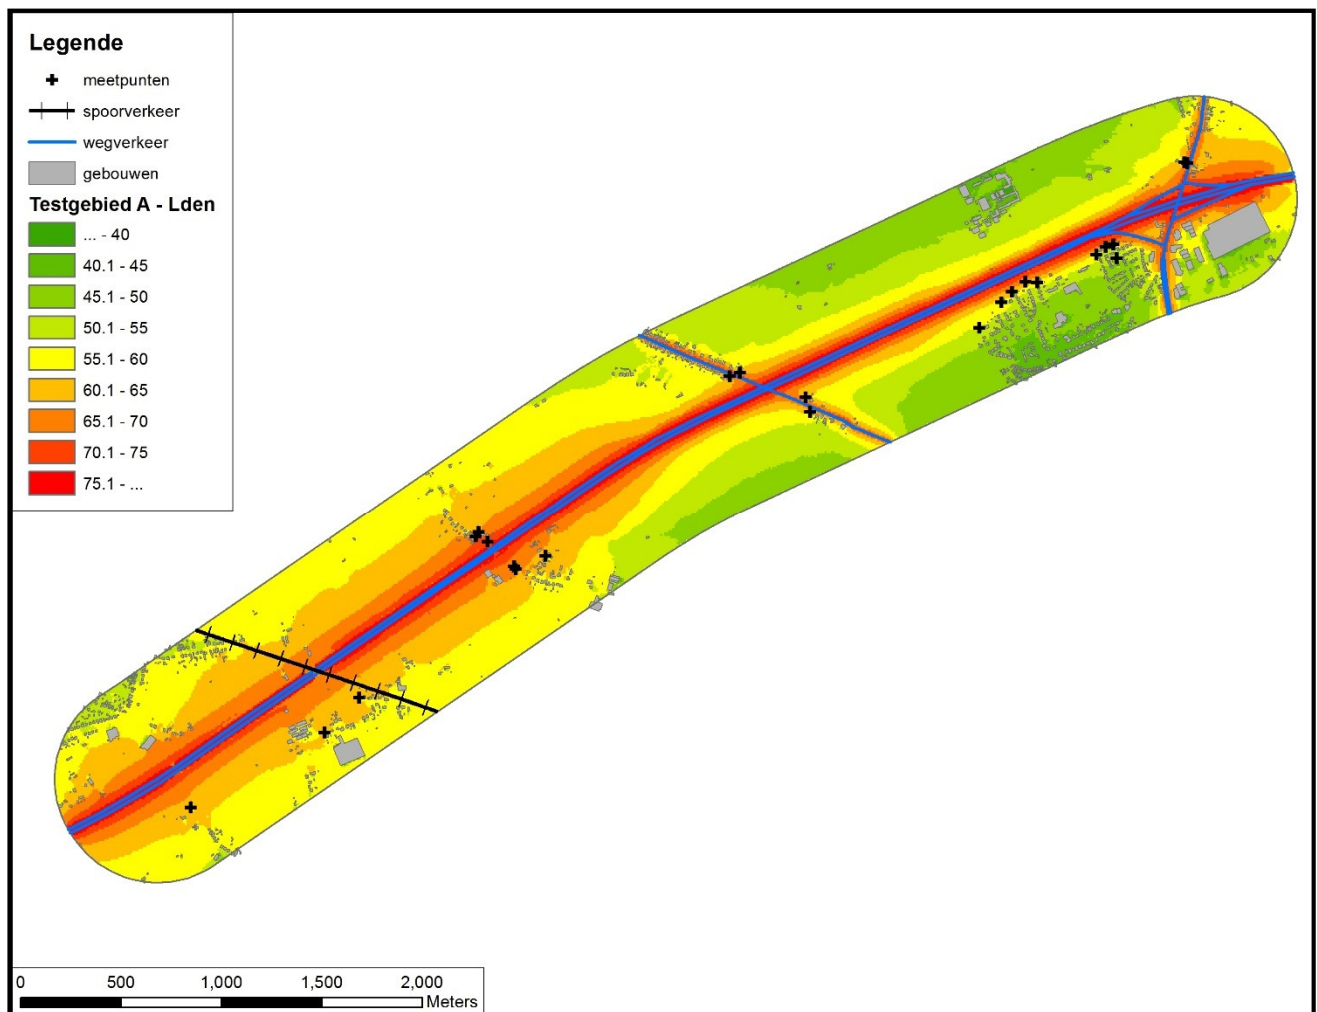 Legende
meetpunten
spoorverkeer
wegverkeer
gebouwen
Testgebied A - Lden
... - 40
40.1 - 45
45.1 - 50
50.1 - 55
55.1 - 60
60.1 - 65
65.1 - 70
70.1 - 75
75.1 - ...
0 500 1,000 1,500 2,000
Meters